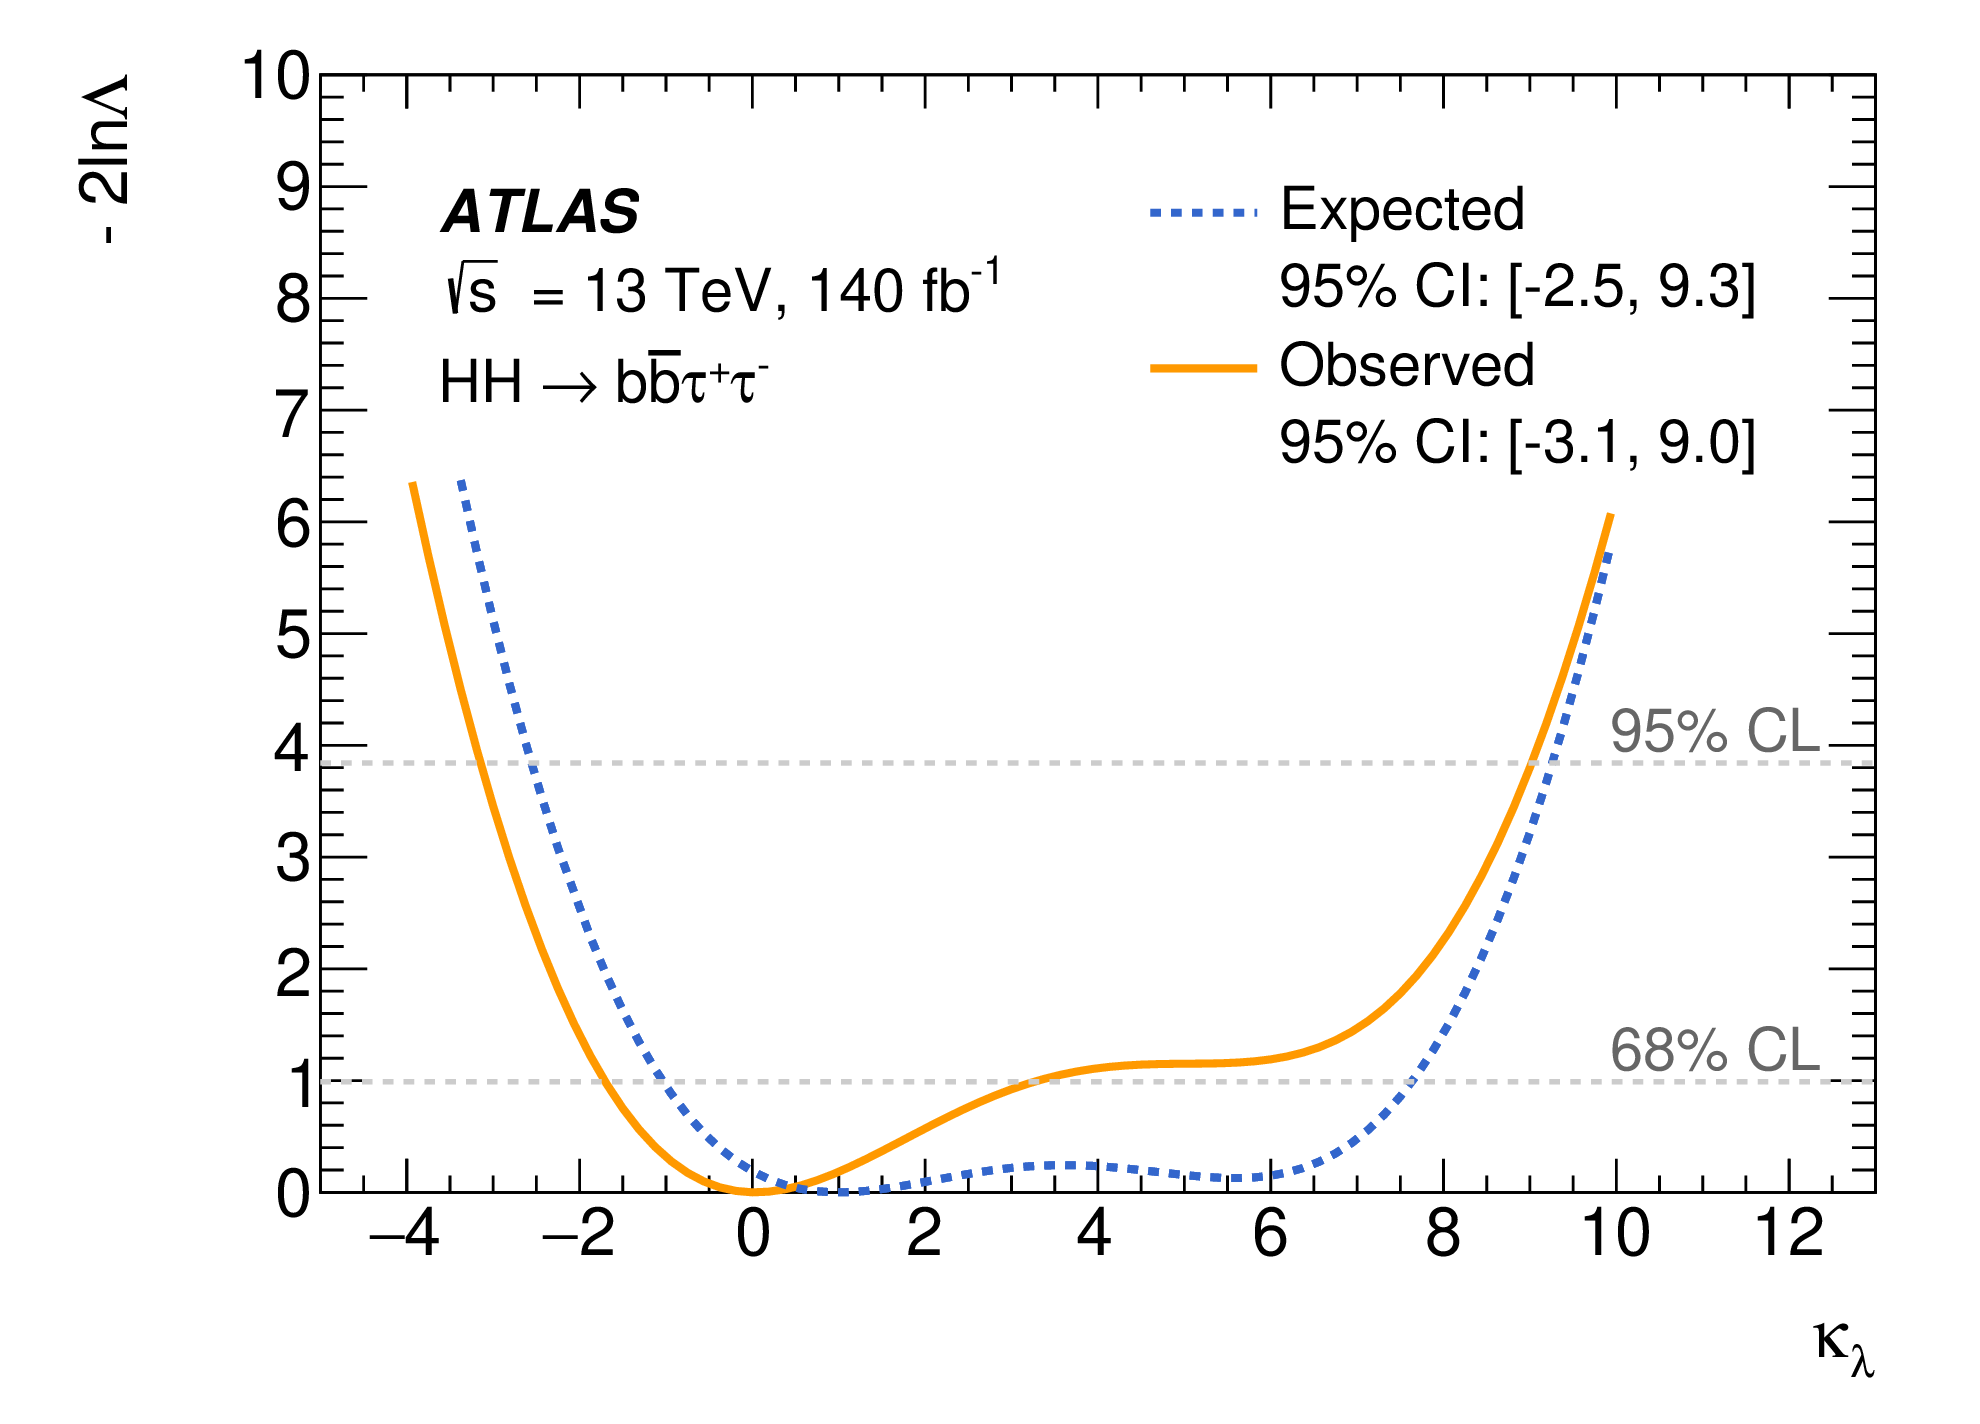 - 2lnΛ
10
9
8
7
6
5
4
3
2
1
0
ATLAS
√s = 13 TeV, 140 fb⁻¹
HH → bb̅τ⁺τ⁻
Expected
95% CI: [-2.5, 9.3]
Observed
95% CI: [-3.1, 9.0]
95% CL
68% CL
−4 −2 0 2 4 6 8 10 12
κλ